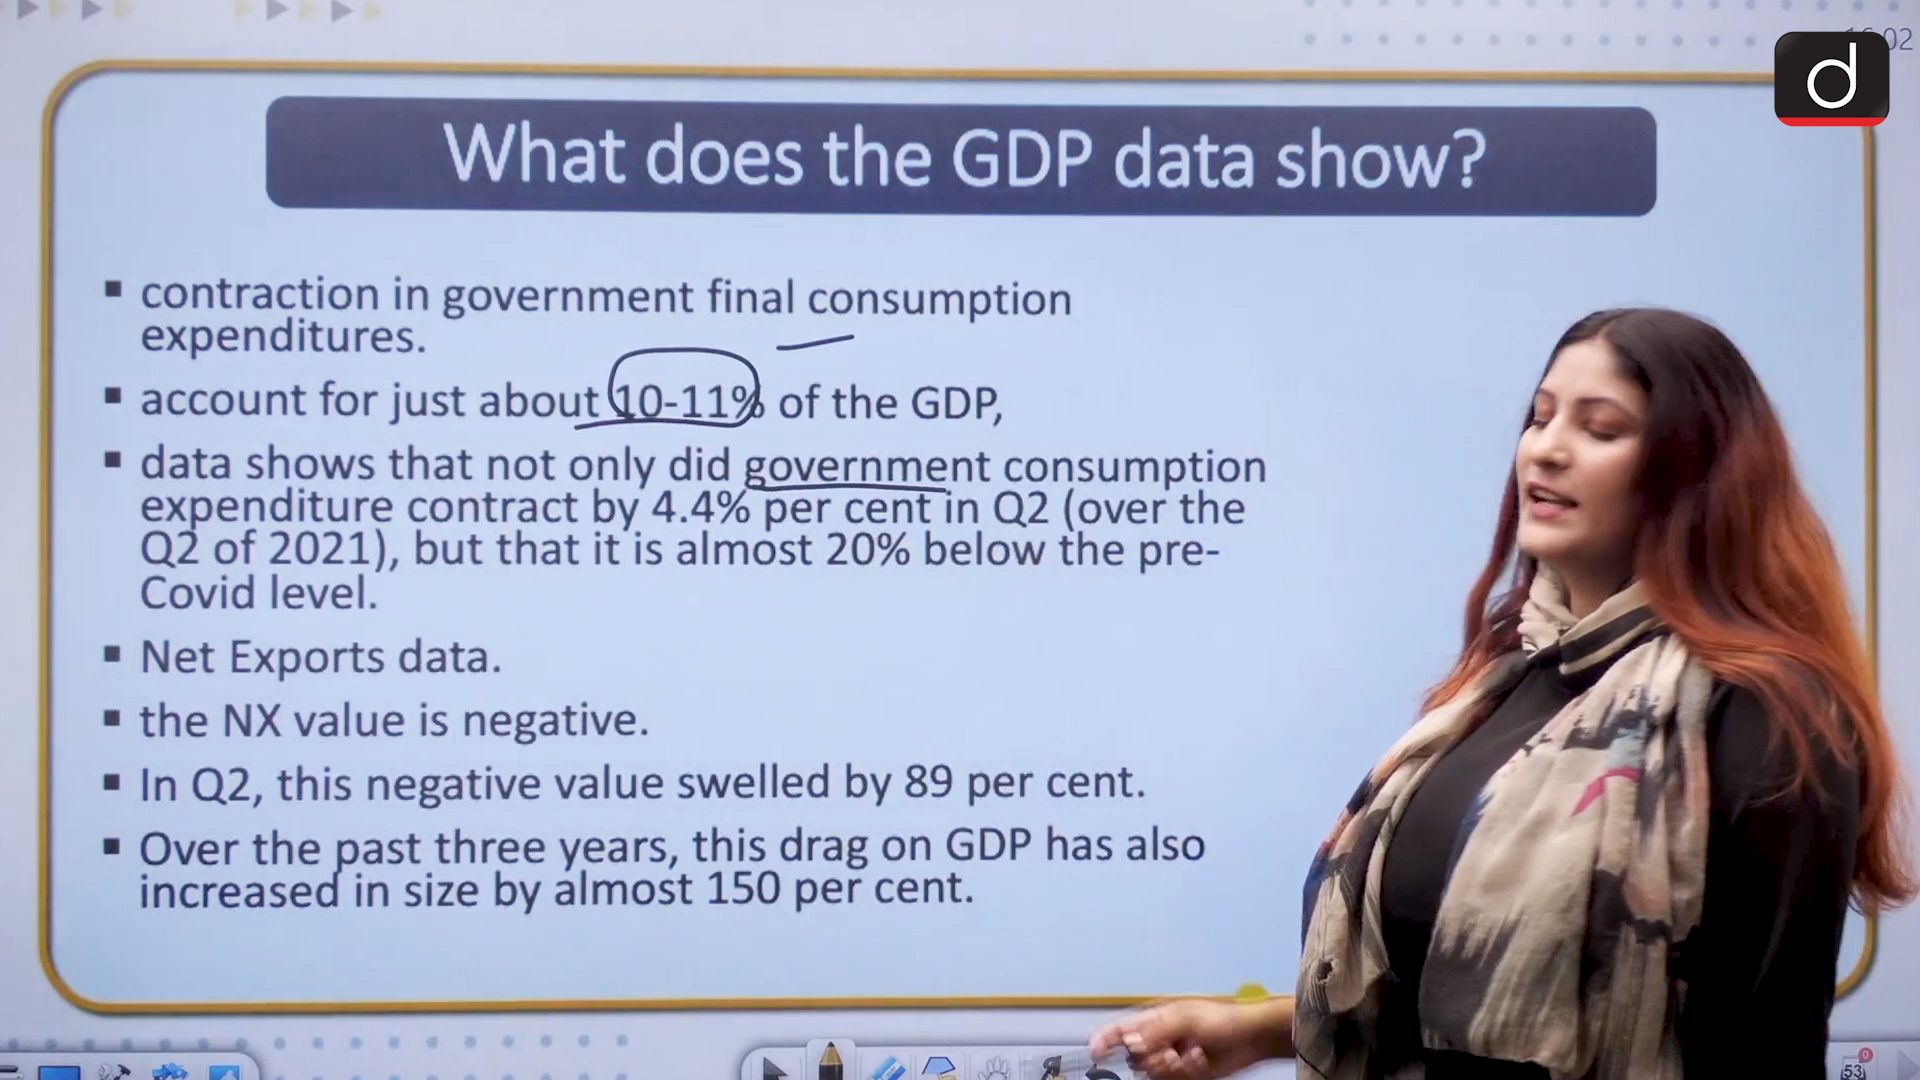 What does the GDP data show?
contraction in government final consumption
expenditures.
account for just about 10-11% of the GDP,
data shows that not only did government consumption
expenditure contract by 4.4% per cent in Q2 (over the
Q2 of 2021), but that it is almost 20% below the pre-
Covid level.
Net Exports data.
the NX value is negative.
In Q2, this negative value swelled by 89 per cent.
Over the past three years, this drag on GDP has also
increased in size by almost 150 per cent.
d
53
0